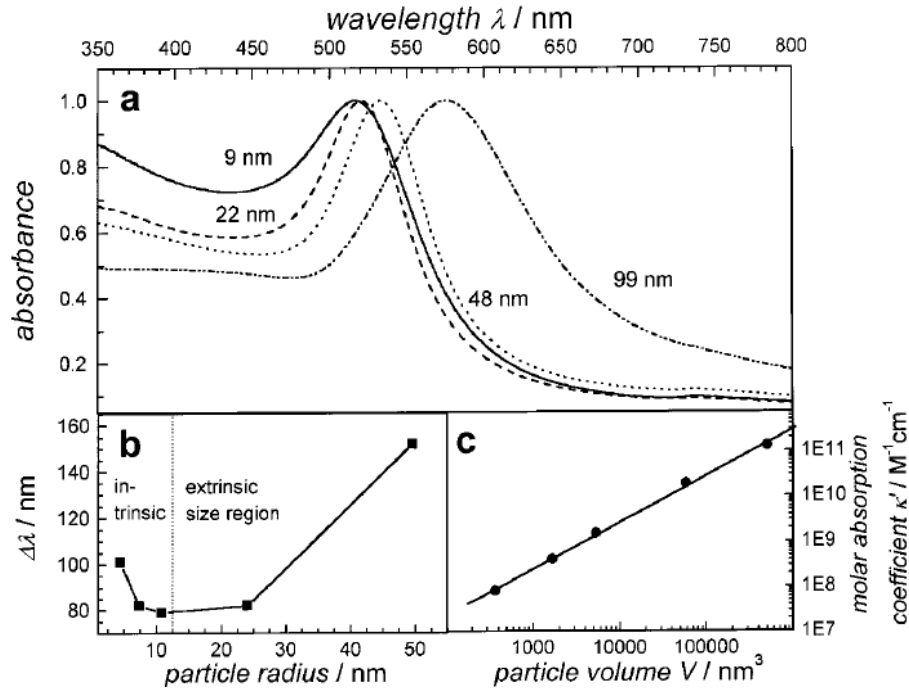 wavelength λ / nm
350 400 450 500 550 600 650 700 750 800
a
1.0
0.8
0.6
0.4
0.2
absorbance
9 nm
22 nm
48 nm
99 nm
b
160
140
120
100
80
Δλ / nm
in-
trinsic
extrinsic
size region
10 20 30 40 50
particle radius / nm
c
1E11
1E10
1E9
1E8
1E7
molar absorption
coefficient κ' / M⁻¹cm⁻¹
1000 10000 100000
particle volume V / nm³